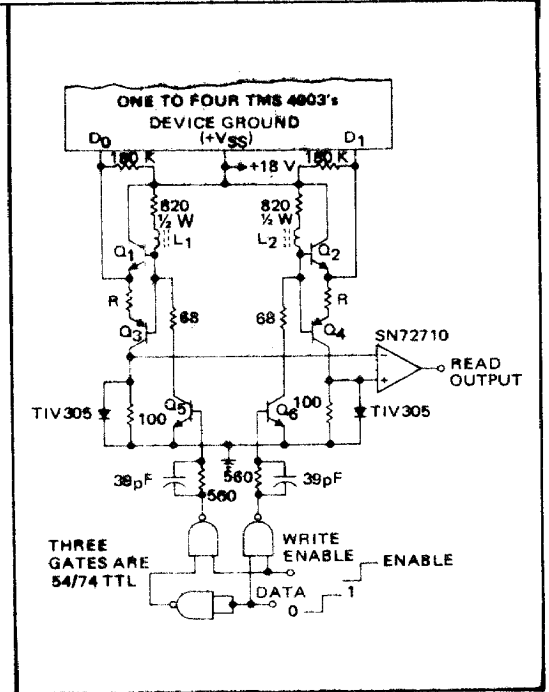 ONE TO FOUR TMS 4003's
DEVICE GROUND
(+VSS)
D0
D1
180 K
180 K
+18 V
820
½ W
L1
820
½ W
L2
Q1
Q2
R
R
Q3
Q4
68
68
SN72710
READ
OUTPUT
TIV305
100
Q5
Q6
100
TIV305
39pF
560
560
39pF
THREE
GATES ARE
54/74 TTL
WRITE
ENABLE
ENABLE
DATA
0
1